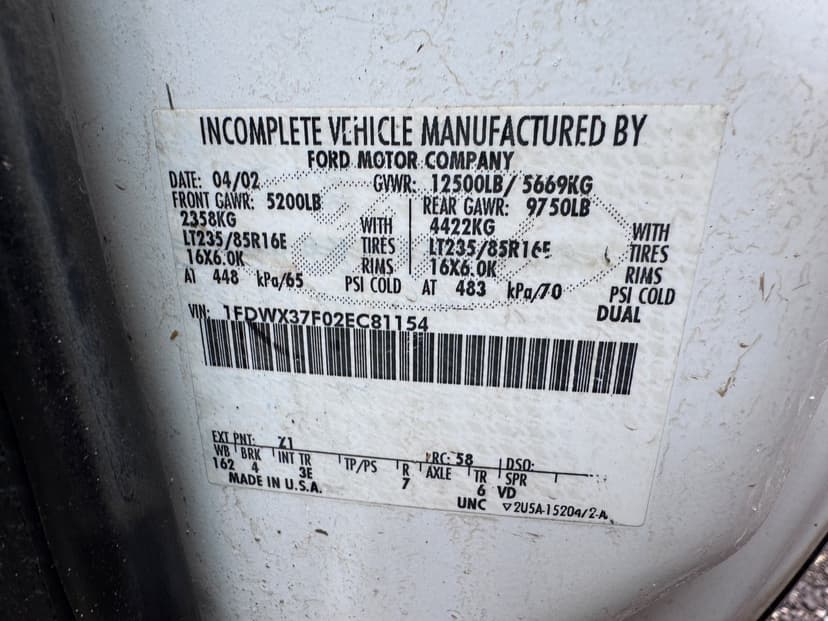 INCOMPLETE VEHICLE MANUFACTURED BY
FORD MOTOR COMPANY
DATE: 04/02 GVWR: 12500LB/ 5669KG
FRONT GAWR: 5200LB REAR GAWR: 9750LB
2358KG WITH 4422KG WITH
LT235/85R16E TIRES LT235/85R16E TIRES
16X6.0K RIMS 16X6.0K RIMS
AT 448 kPa/65 PSI COLD AT 483 kPa/70 PSI COLD
DUAL
VIN: 1FDWX37F02EC81154
EXT PNT: Z1 RC: 58 DSO:
WB BRK INT TR TP/PS R AXLE TR SPR
162 4 3E 7 6 VD
MADE IN U.S.A. UNC ▽2U5A-15204/2-A